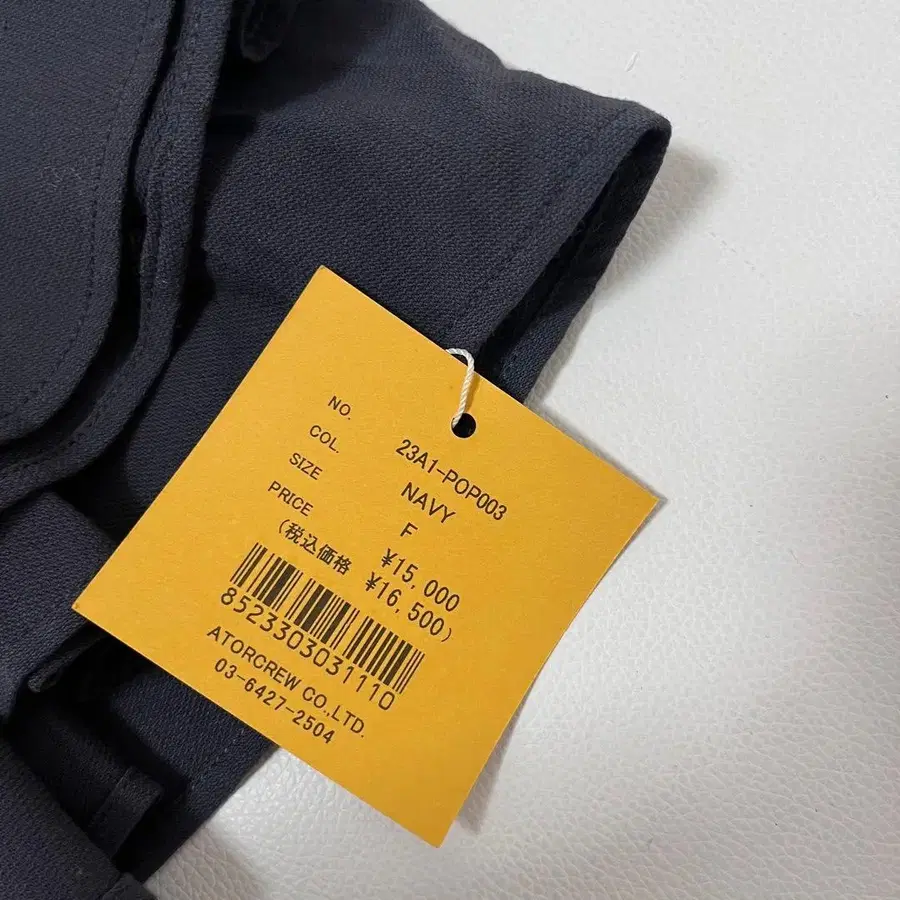 NO. 23A1-POP003
COL. NAVY
SIZE F
PRICE ¥15,000
(税込価格 ¥16,500)
8523303031110
ATORCREW CO.,LTD.
03-6427-2504